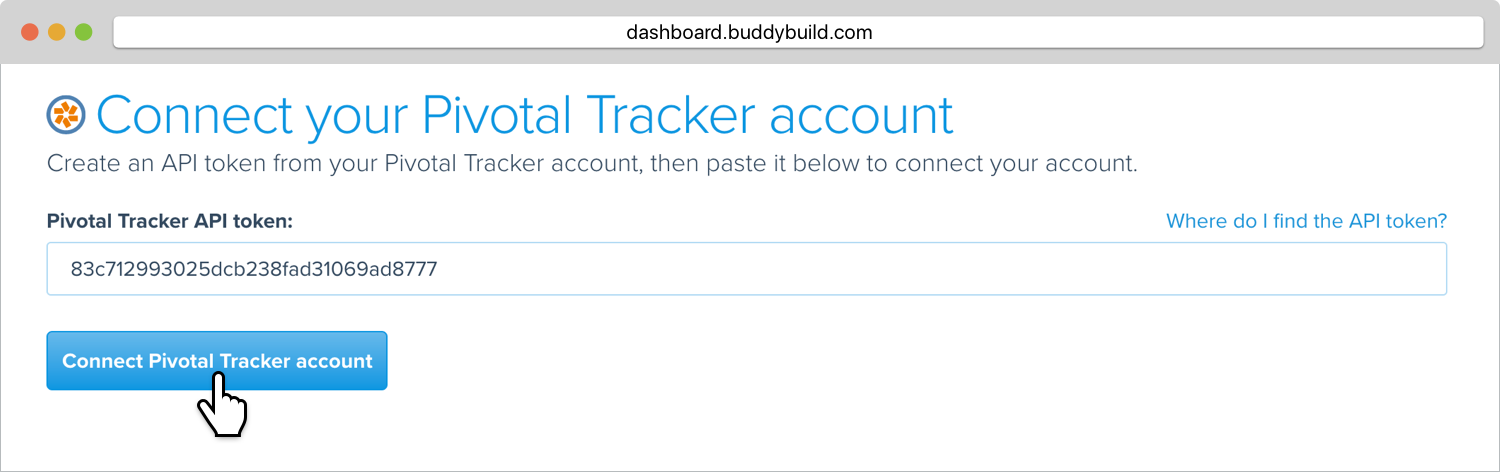 dashboard.buddybuild.com
Connect your Pivotal Tracker account
Create an API token from your Pivotal Tracker account, then paste it below to connect your account.
Pivotal Tracker API token:
Where do I find the API token?
83c712993025dcb238fad31069ad8777
Connect Pivotal Tracker account